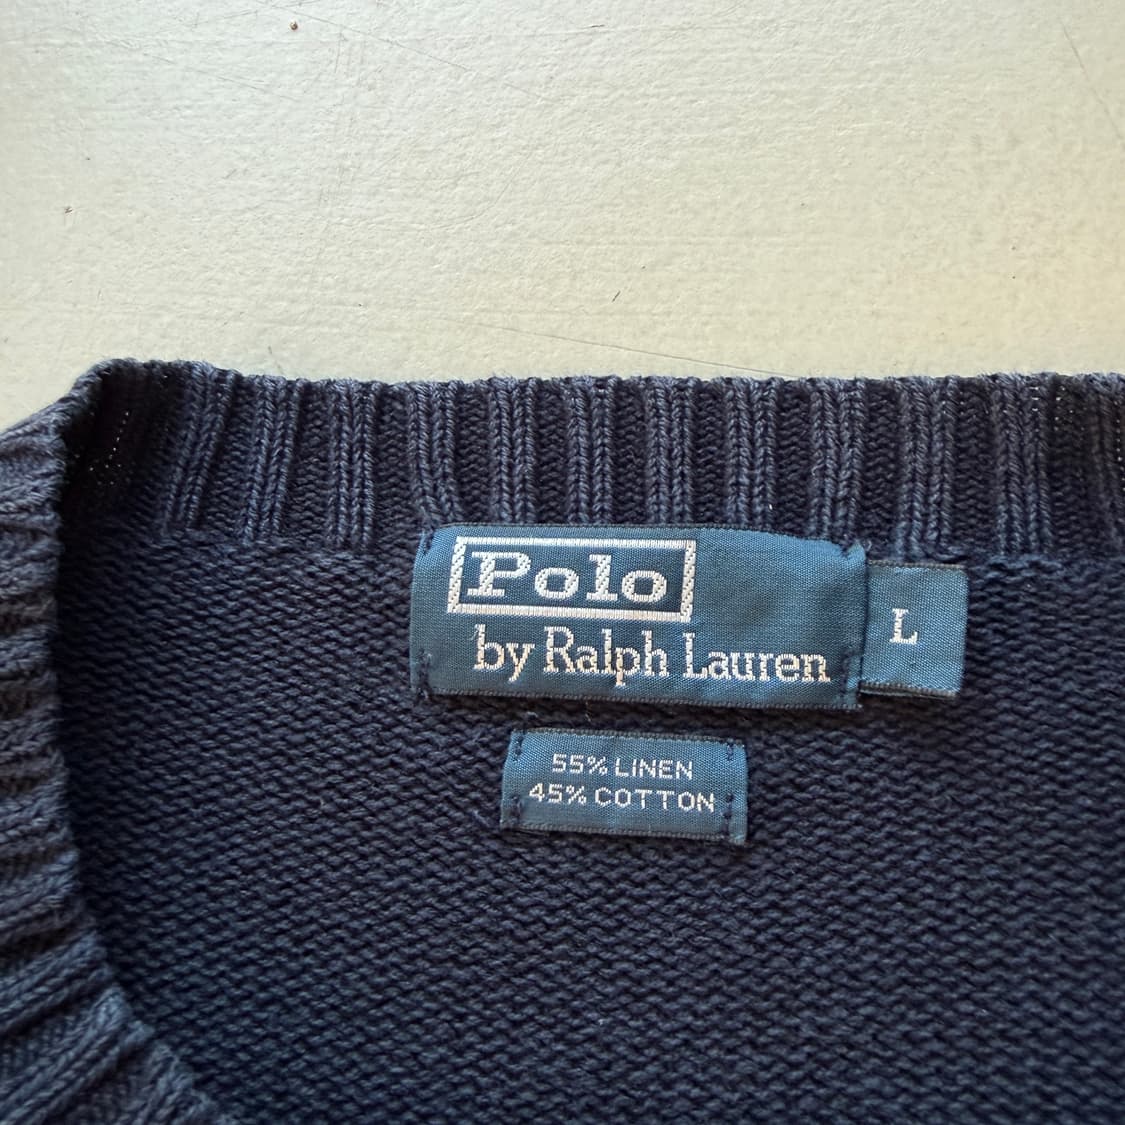 Polo
by Ralph Lauren
L
55% LINEN
45% COTTON